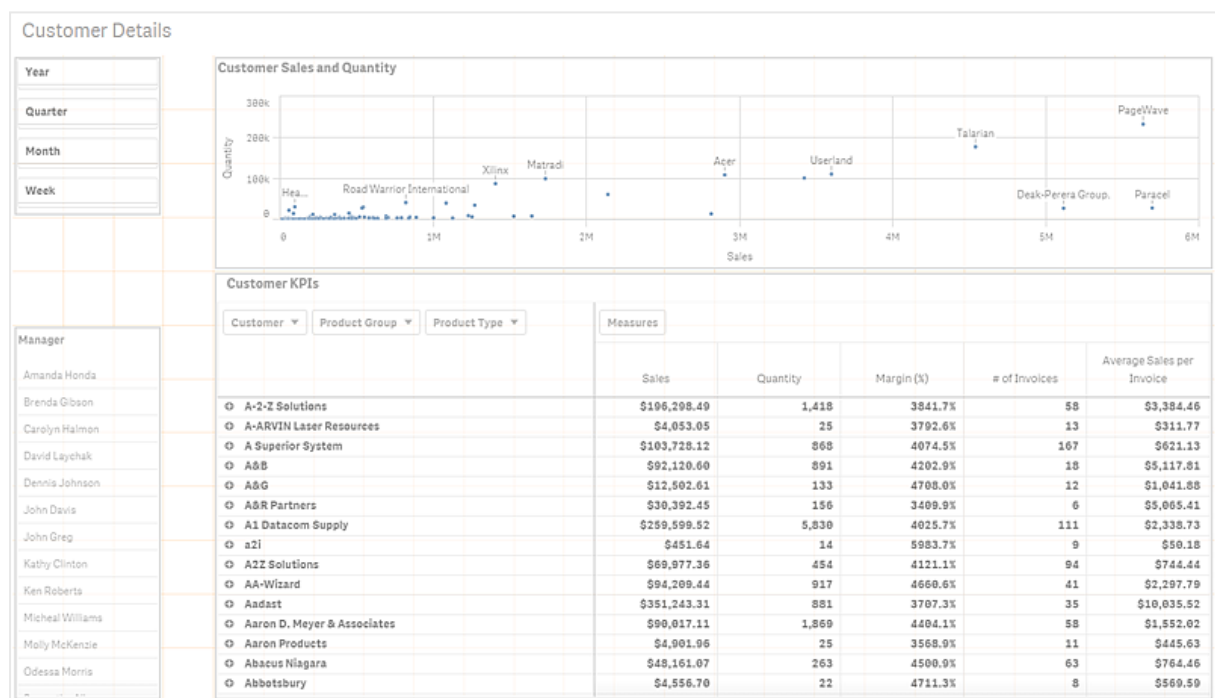 Customer Details
Year
Quarter
Month
Week
Customer Sales and Quantity
Quantity
300k
200k
100k
0
PageWave
Talarian
Acer
Userland
Xilinx
Matradi
Hea...
Road Warrior International
Deak-Perera Group.
Paracel
0 1M 2M 3M 4M 5M 6M
Sales
Manager
Amanda Honda
Brenda Gibson
Carolyn Halmon
David Laychak
Dennis Johnson
John Davis
John Greg
Kathy Clinton
Ken Roberts
Micheal Williams
Molly McKenzie
Odessa Morris
Customer KPIs
Customer Product Group Product Type Measures
Sales Quantity Margin (%) # of Invoices Average Sales per Invoice
A-2-Z Solutions $196,298.49 1,418 3841.7% 58 $3,384.46
A-ARVIN Laser Resources $4,053.05 25 3792.6% 13 $311.77
A Superior System $103,728.12 868 4074.5% 167 $621.13
A&B $92,120.60 891 4202.9% 18 $5,117.81
A&G $12,502.61 133 4708.0% 12 $1,041.88
A&R Partners $30,392.45 156 3409.9% 6 $5,065.41
A1 Datacom Supply $259,599.52 5,830 4025.7% 111 $2,338.73
a2i $451.64 14 5983.7% 9 $50.18
A2Z Solutions $69,977.36 454 4121.1% 94 $744.44
AA-Wizard $94,209.44 917 4660.6% 41 $2,297.79
Aadast $351,243.31 881 3707.3% 35 $10,035.52
Aaron D. Meyer & Associates $90,017.11 1,869 4404.1% 58 $1,552.02
Aaron Products $4,901.96 25 3568.9% 11 $445.63
Abacus Niagara $48,161.07 263 4500.9% 63 $764.46
Abbotsbury $4,556.70 22 4711.3% 8 $569.59